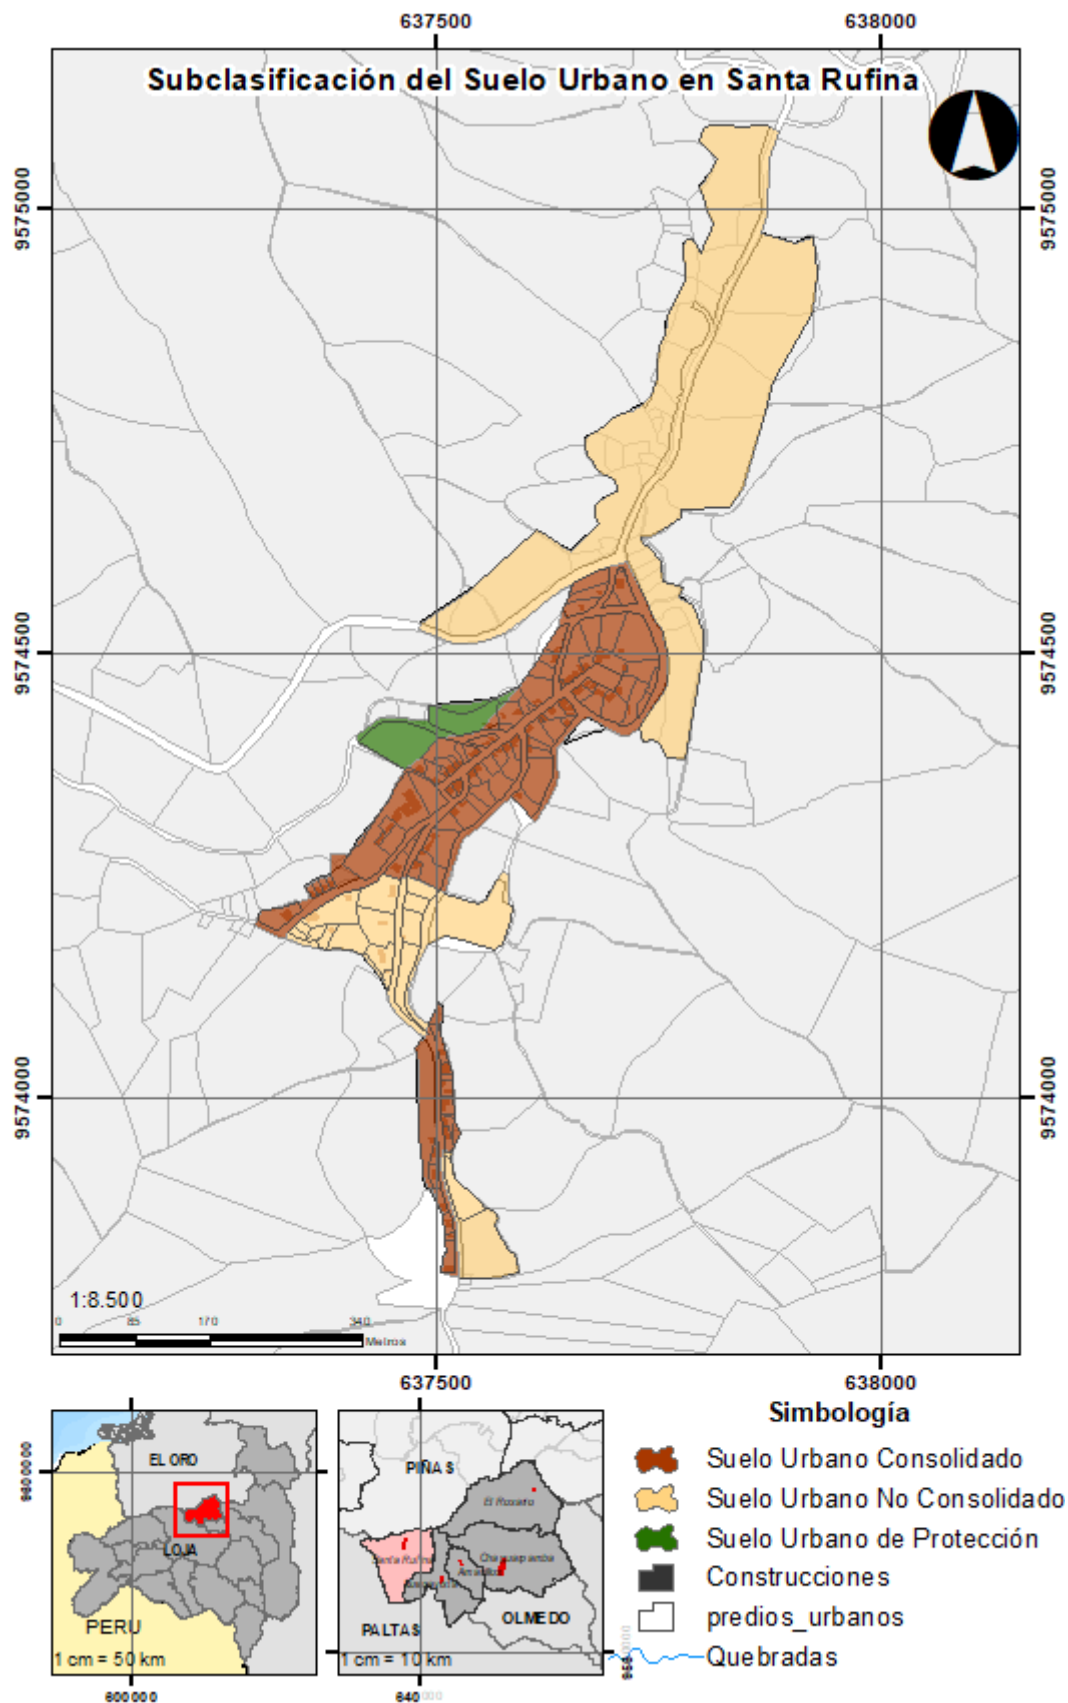 637500 638000
Subclasificación del Suelo Urbano en Santa Rufina
9575000 9575000
9574500 9574500
9574000 9574000
1:8.500
0 85 170 340
Metros
637500 638000
Simbología
Suelo Urbano Consolidado
Suelo Urbano No Consolidado
Suelo Urbano de Protección
Construcciones
predios_urbanos
Quebradas
EL ORO
LOJA
PERU
1 cm = 50 km
600000
PIÑAS
El Rosario
Santa Rufina
Chaguarpamba
PALTAS
OLMEDO
1 cm = 10 km
640000